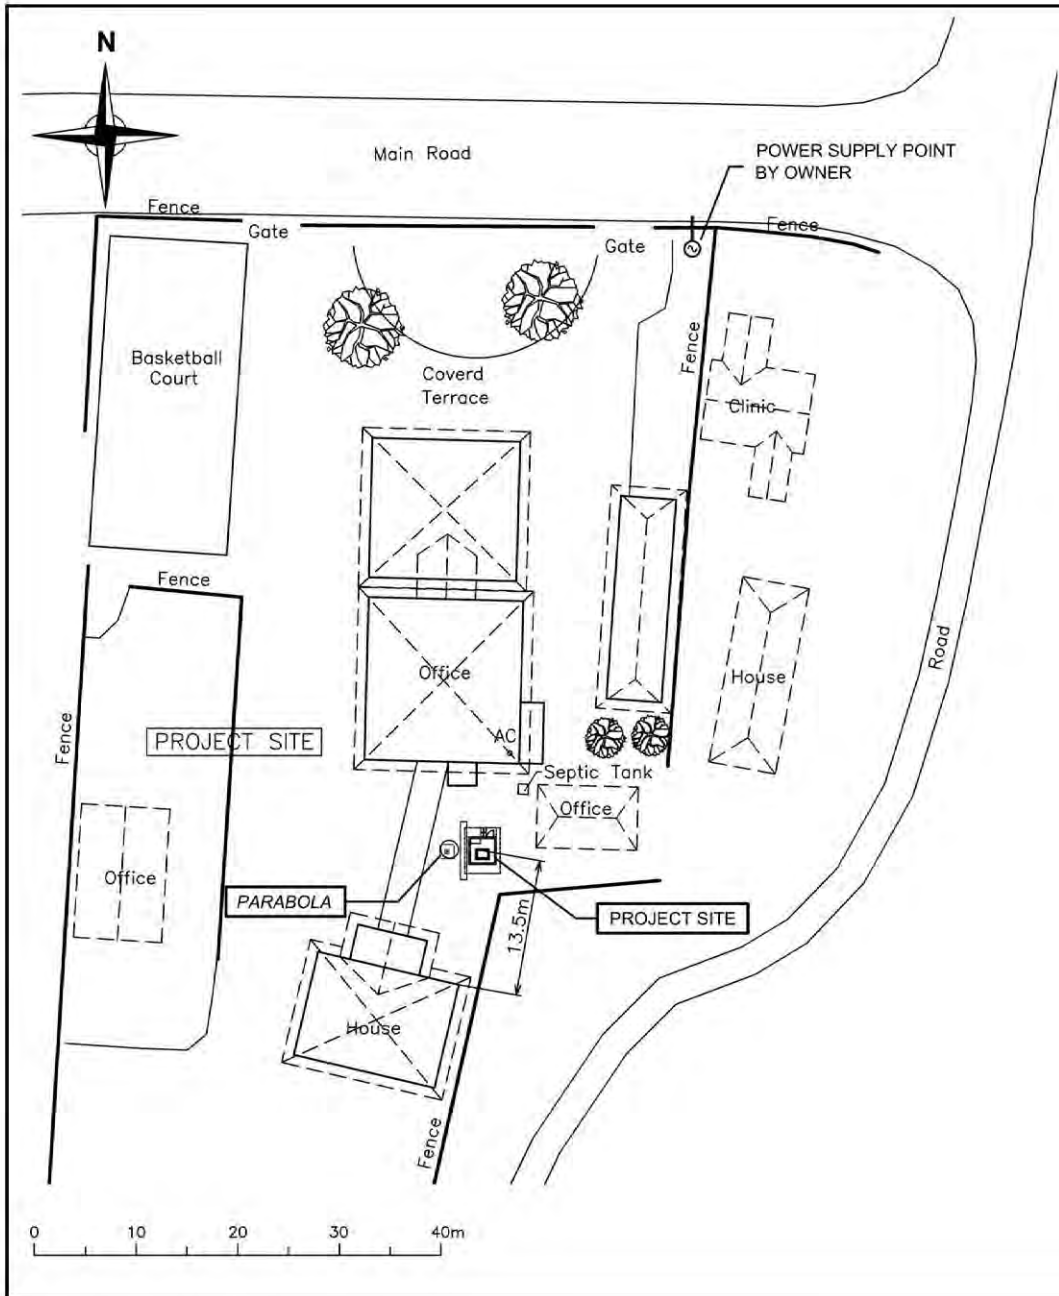 N
Main Road
POWER SUPPLY POINT
BY OWNER
Fence
Gate
Gate
Fence
Fence
Basketball
Court
Coverd
Terrace
Clinic
Fence
Office
House
Road
Fence
PROJECT SITE
AC
Septic Tank
Office
Office
PARABOLA
PROJECT SITE
13.5m
House
Fence
0 10 20 30 40m